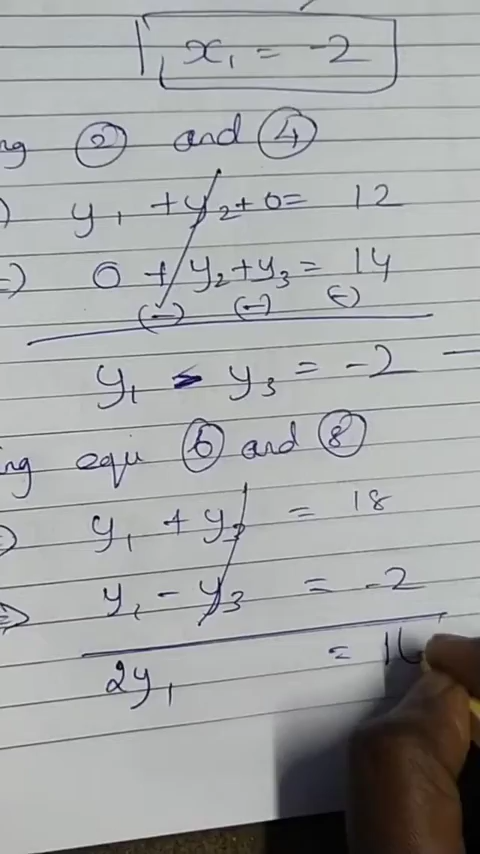 x₁ = -2
ng ② and ④
) y₁ + y₂ + 0 = 12
=) 0 + y₂ + y₃ = 14
(-) (-) (-)
y₁ - y₃ = -2 —
ng equ ⑥ and ⑧
y₁ + y₃ = 18
y₁ - y₃ = -2
2y₁ = 16